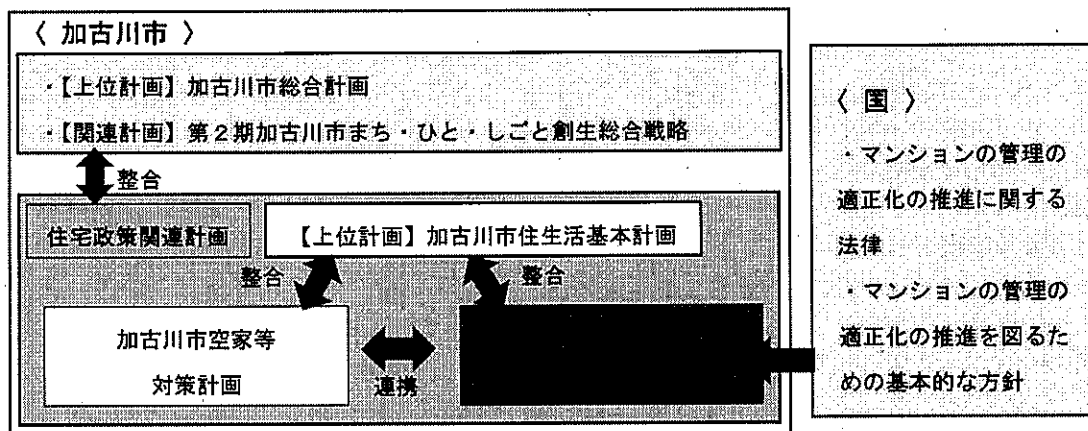 〈 加古川市 〉
・【上位計画】加古川市総合計画
・【関連計画】第2期加古川市まち・ひと・しごと創生総合戦略
整合
住宅政策関連計画
【上位計画】加古川市住生活基本計画
整合
整合
加古川市空家等
対策計画
連携
〈 国 〉
・マンションの管理の
適正化の推進に関する
法律
・マンションの管理の
適正化の推進を図るた
めの基本的な方針